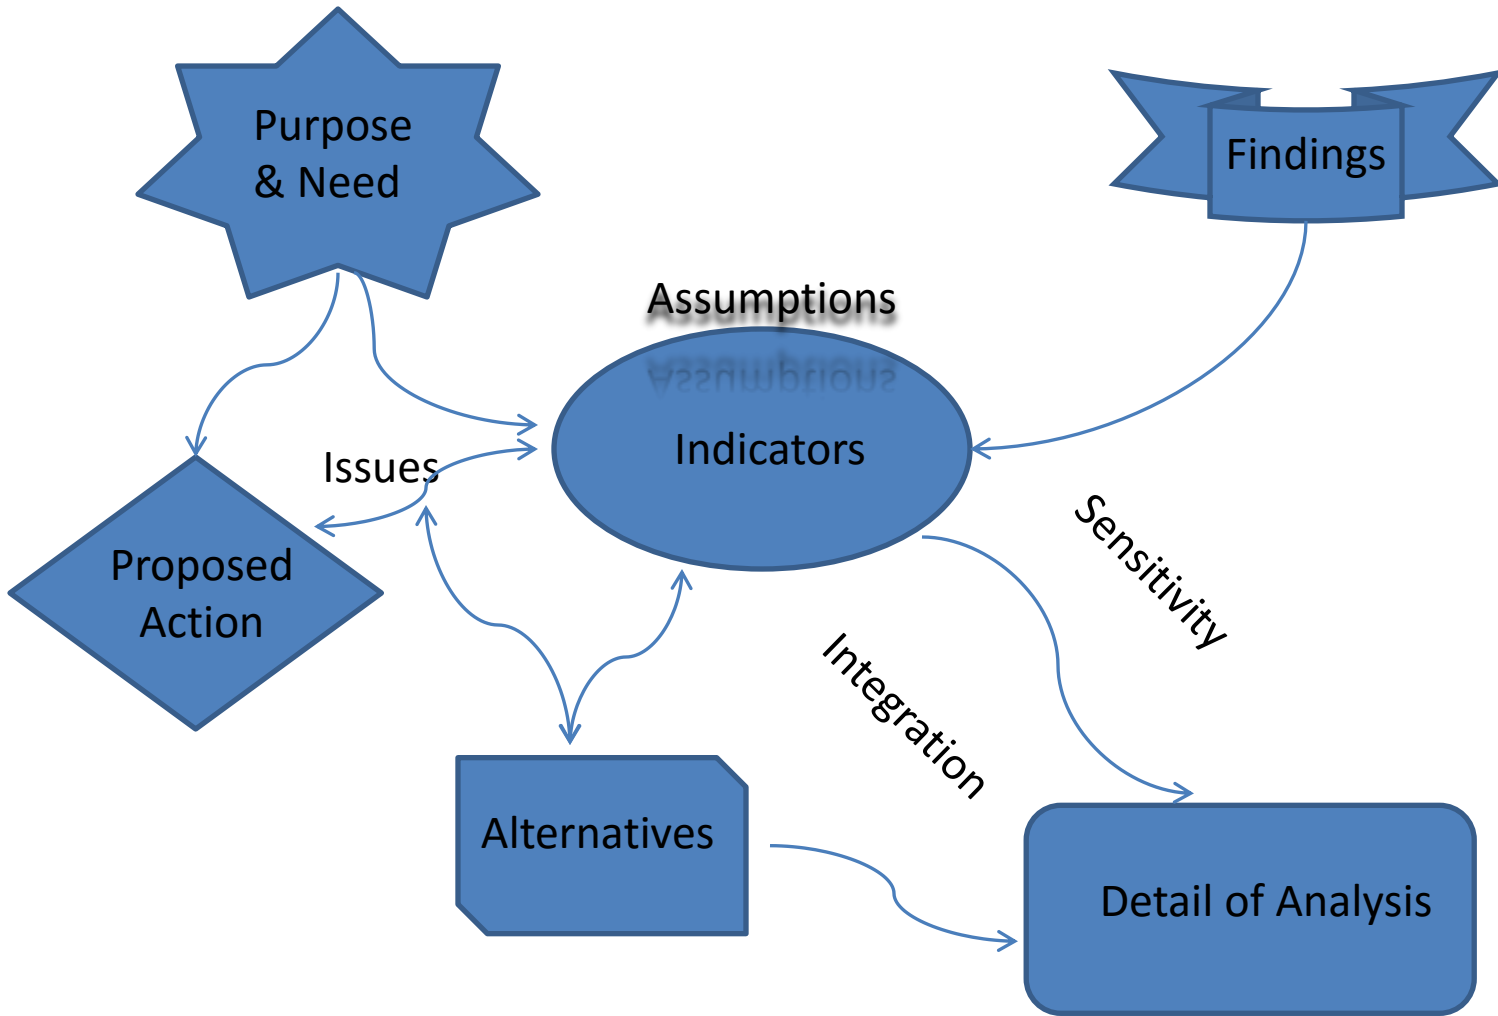 Purpose
& Need
Findings
Assumptions
Indicators
Issues
Proposed
Action
Sensitivity
Integration
Alternatives
Detail of Analysis